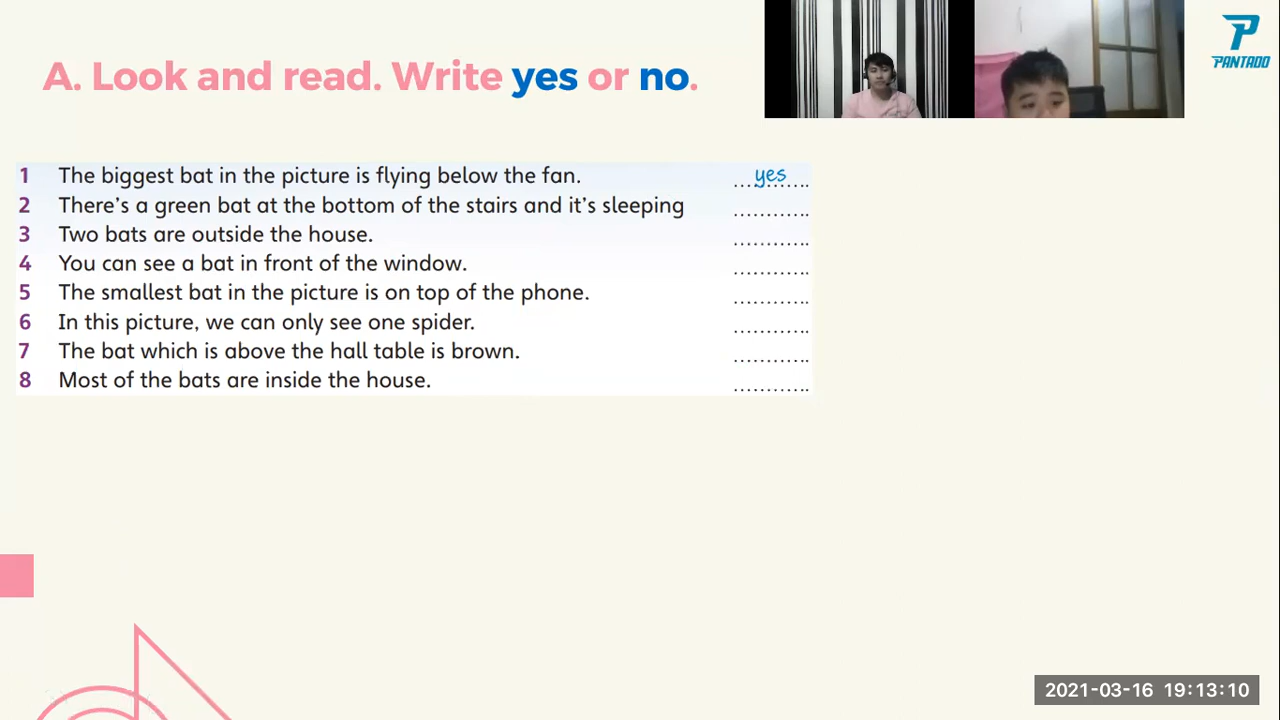 A. Look and read. Write yes or no.
PANTADO
1 The biggest bat in the picture is flying below the fan. ....yes....
2 There's a green bat at the bottom of the stairs and it's sleeping ............
3 Two bats are outside the house. ............
4 You can see a bat in front of the window. ............
5 The smallest bat in the picture is on top of the phone. ............
6 In this picture, we can only see one spider. ............
7 The bat which is above the hall table is brown. ............
8 Most of the bats are inside the house. ............
2021-03-16 19:13:10